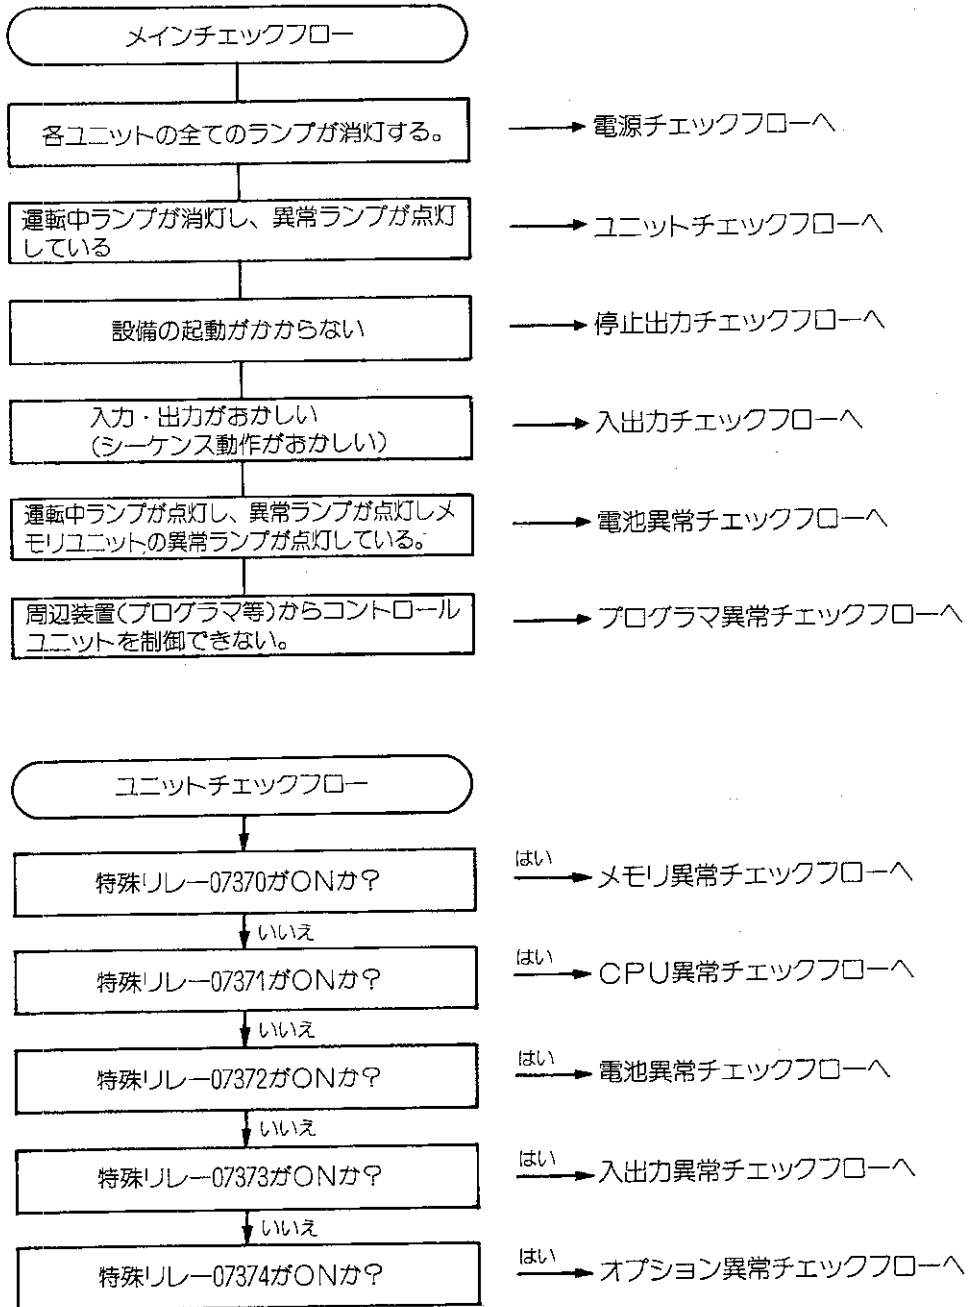 メインチェックフロー
各ユニットの全てのランプが消灯する。
電源チェックフローへ
運転中ランプが消灯し、異常ランプが点灯
している
ユニットチェックフローへ
設備の起動がかからない
停止出力チェックフローへ
入力・出力がおかしい
(シーケンス動作がおかしい)
入出力チェックフローへ
運転中ランプが点灯し、異常ランプが点灯しメ
モリユニットの異常ランプが点灯している。
電池異常チェックフローへ
周辺装置(プログラマ等)からコントロール
ユニットを制御できない。
プログラマ異常チェックフローへ
ユニットチェックフロー
特殊リレー07370がONか?
はい
メモリ異常チェックフローへ
いいえ
特殊リレー07371がONか?
はい
CPU異常チェックフローへ
いいえ
特殊リレー07372がONか?
はい
電池異常チェックフローへ
いいえ
特殊リレー07373がONか?
はい
入出力異常チェックフローへ
いいえ
特殊リレー07374がONか?
はい
オプション異常チェックフローへ